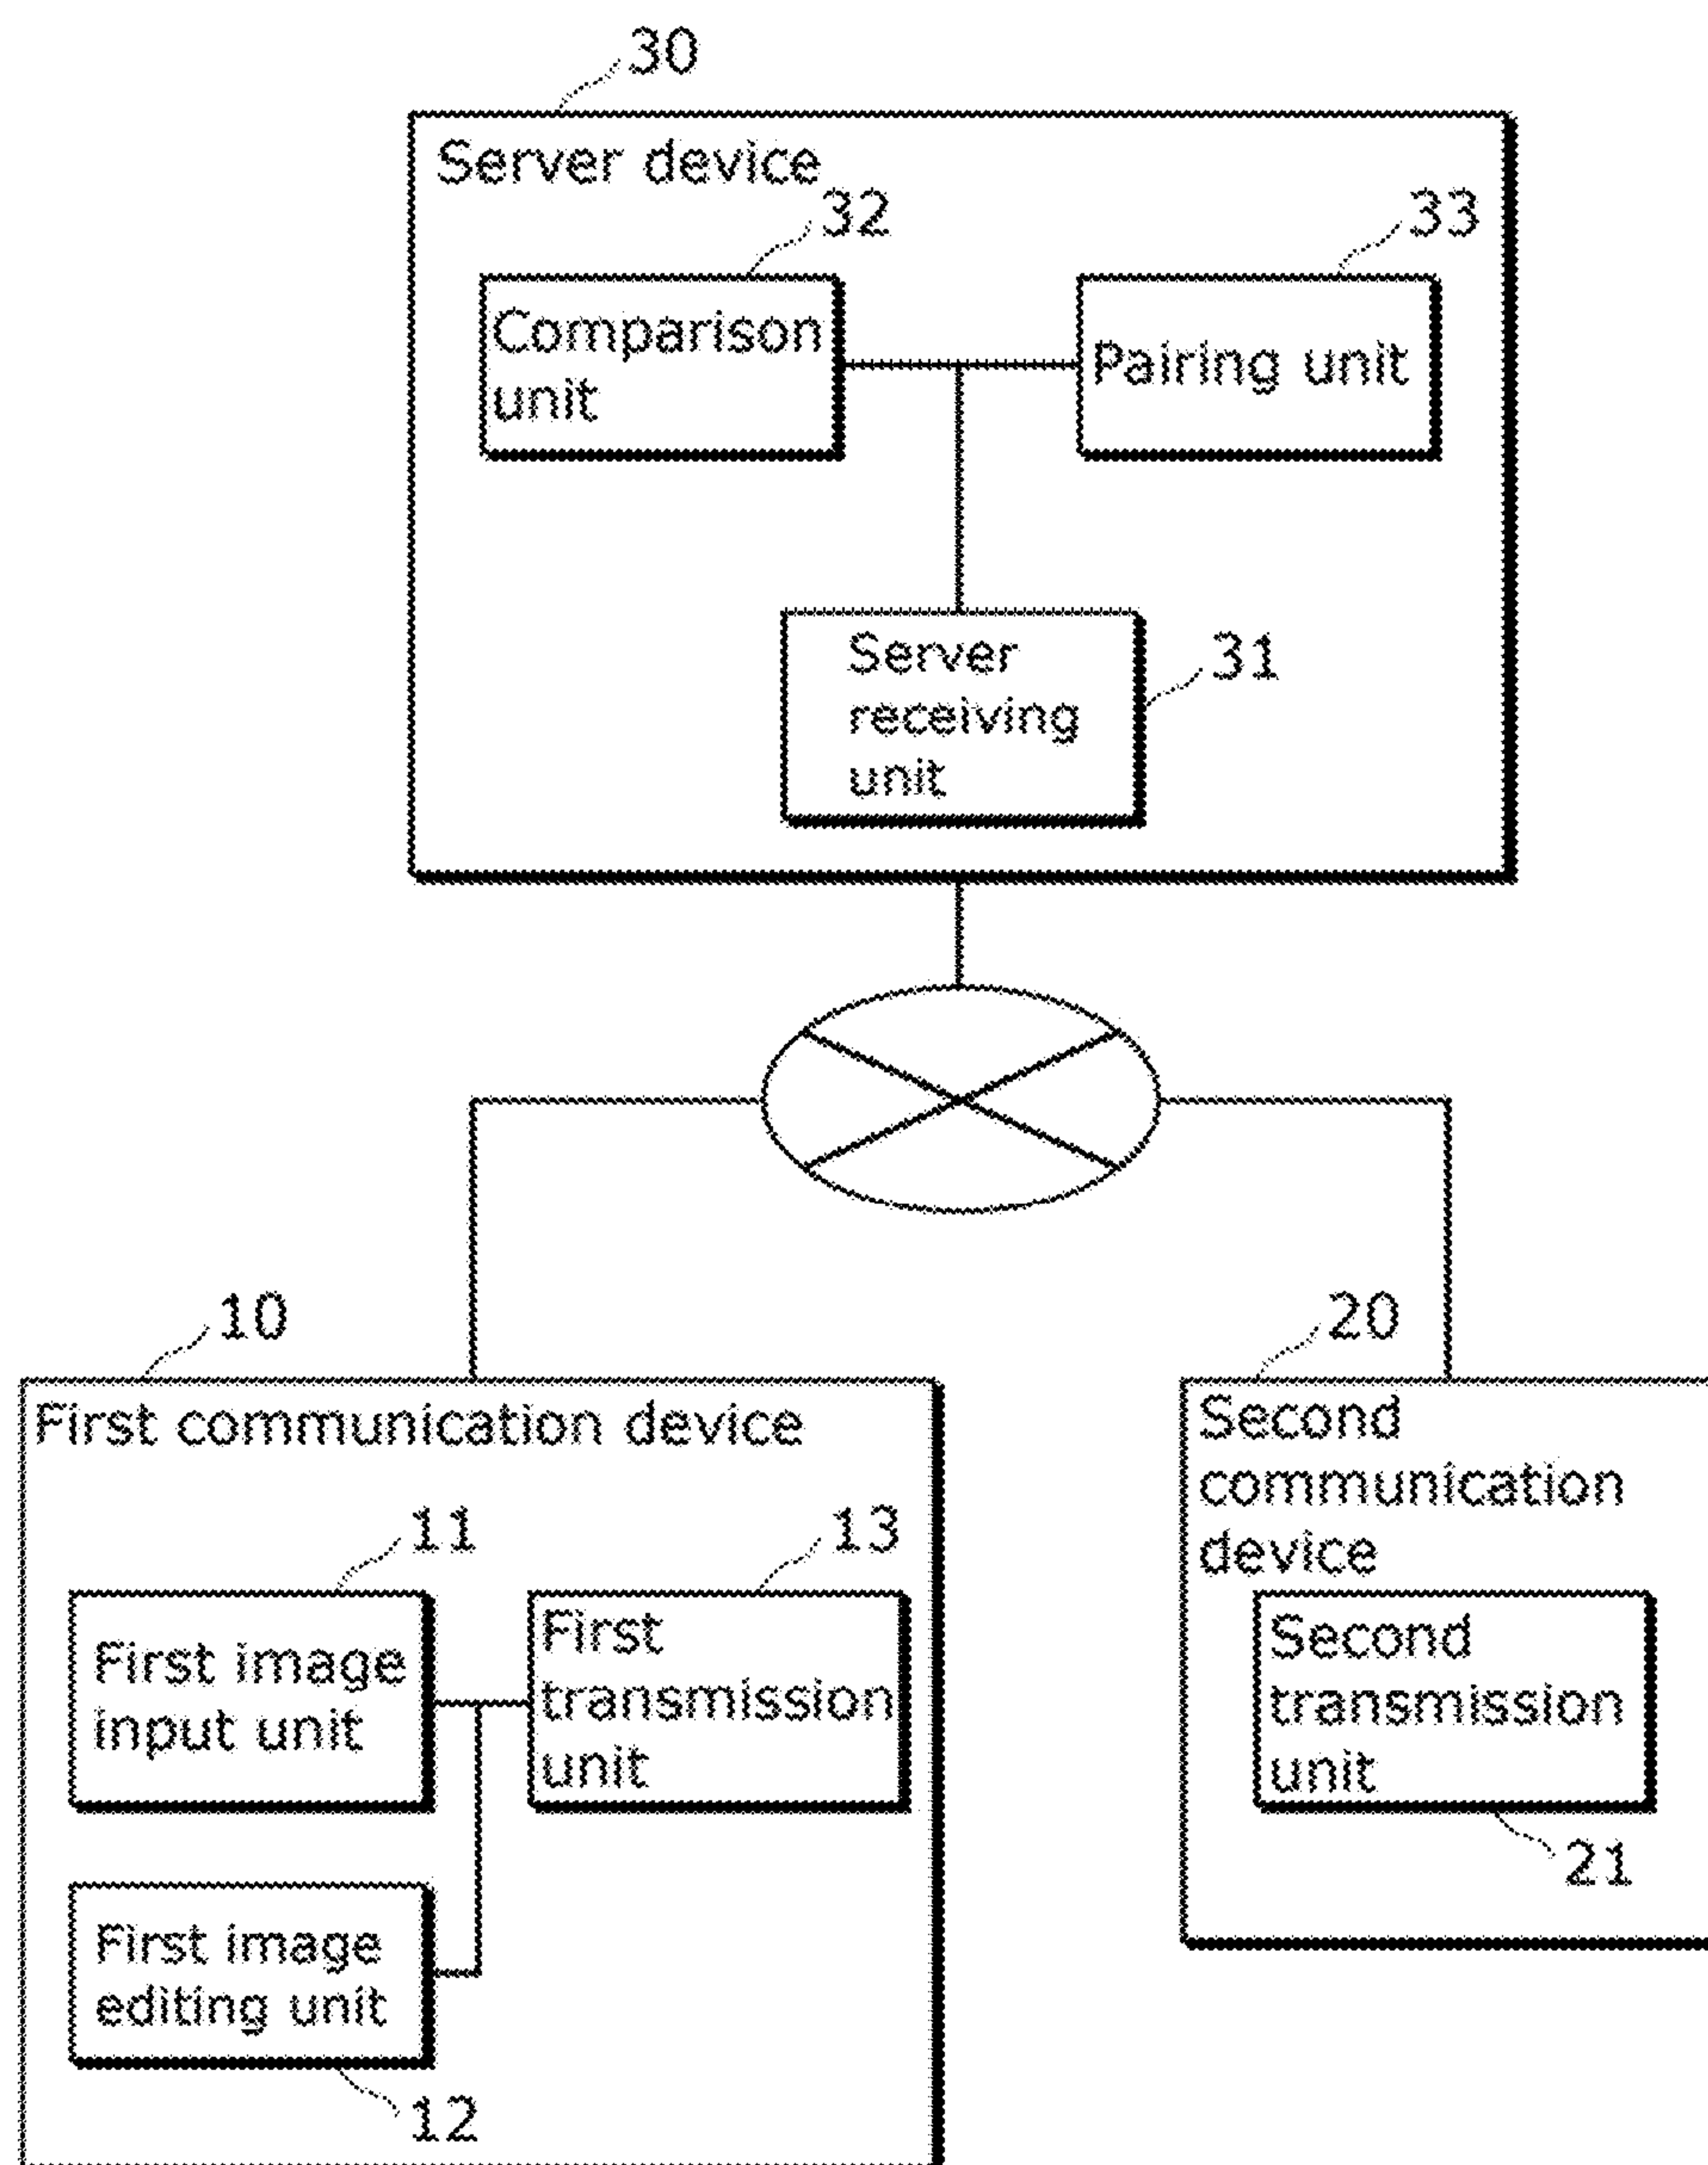 30
Server device
32
33
Comparison
unit
Pairing unit
Server
receiving
unit
31
10
20
First communication device
Second
communication
device
11
13
First image
input unit
First
transmission
unit
Second
transmission
unit
21
First image
editing unit
12